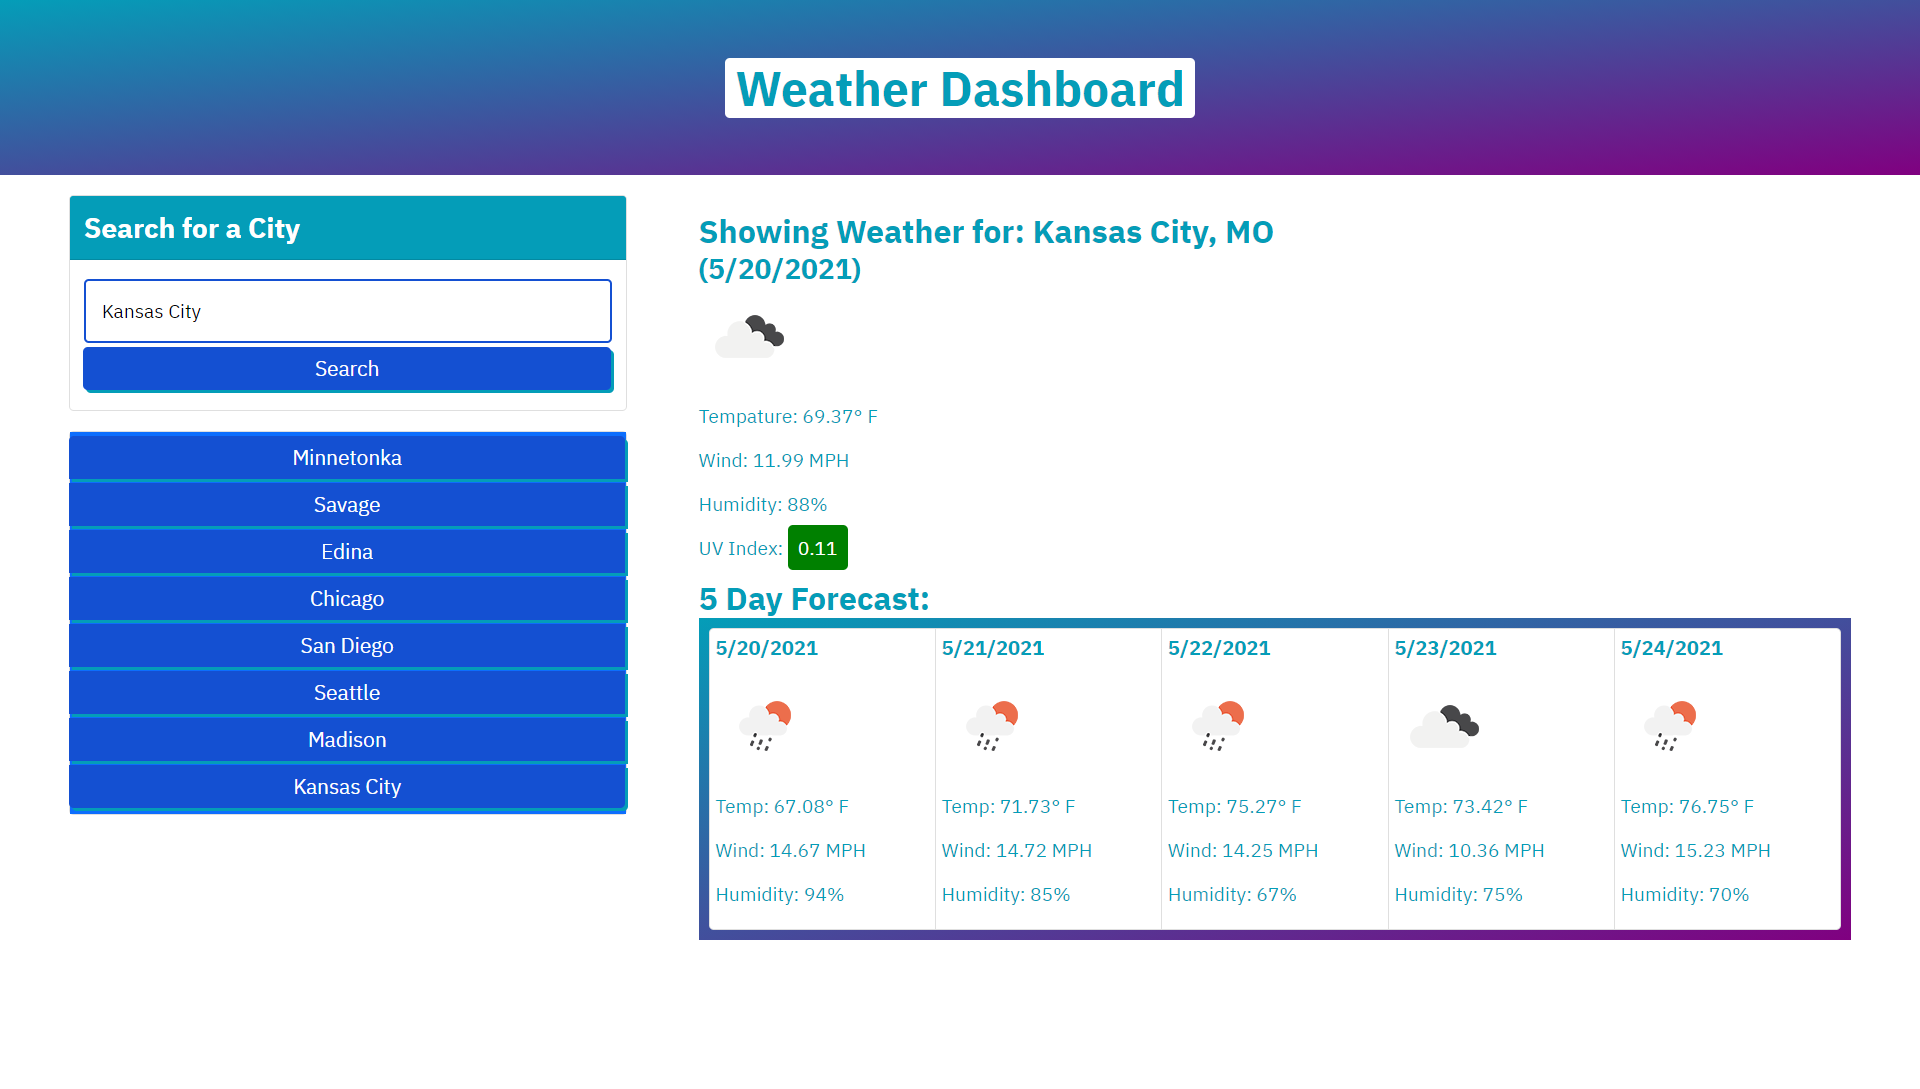 Weather Dashboard
Search for a City
Kansas City
Search
Minnetonka
Savage
Edina
Chicago
San Diego
Seattle
Madison
Kansas City
Showing Weather for: Kansas City, MO
(5/20/2021)
Tempature: 69.37° F
Wind: 11.99 MPH
Humidity: 88%
UV Index: 0.11
5 Day Forecast:
5/20/2021
Temp: 67.08° F
Wind: 14.67 MPH
Humidity: 94%
5/21/2021
Temp: 71.73° F
Wind: 14.72 MPH
Humidity: 85%
5/22/2021
Temp: 75.27° F
Wind: 14.25 MPH
Humidity: 67%
5/23/2021
Temp: 73.42° F
Wind: 10.36 MPH
Humidity: 75%
5/24/2021
Temp: 76.75° F
Wind: 15.23 MPH
Humidity: 70%